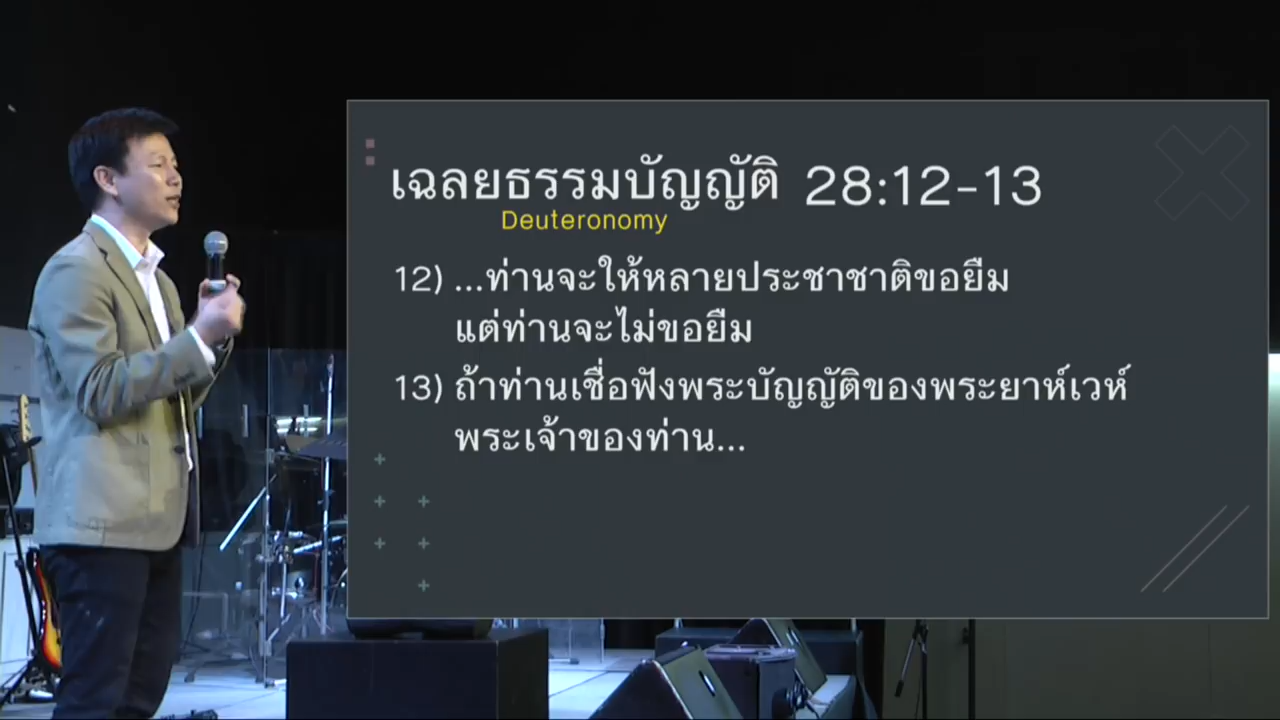 เฉลยธรรมบัญญัติ 28:12-13
Deuteronomy
12) ...ท่านจะให้หลายประชาชาติขอยืม
แต่ท่านจะไม่ขอยืม
13) ถ้าท่านเชื่อฟังพระบัญญัติของพระยาห์เวห์
พระเจ้าของท่าน...